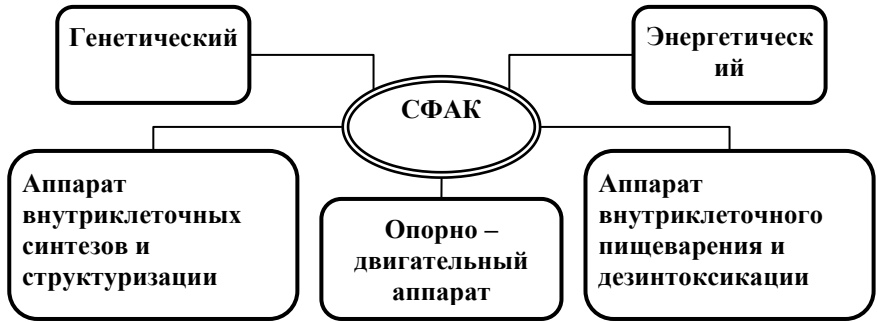 Генетический
Энергетическ
ий
СФАК
Аппарат
внутриклеточных
синтезов и
структуризации
Опорно –
двигательный
аппарат
Аппарат
внутриклеточного
пищеварения и
дезинтоксикации